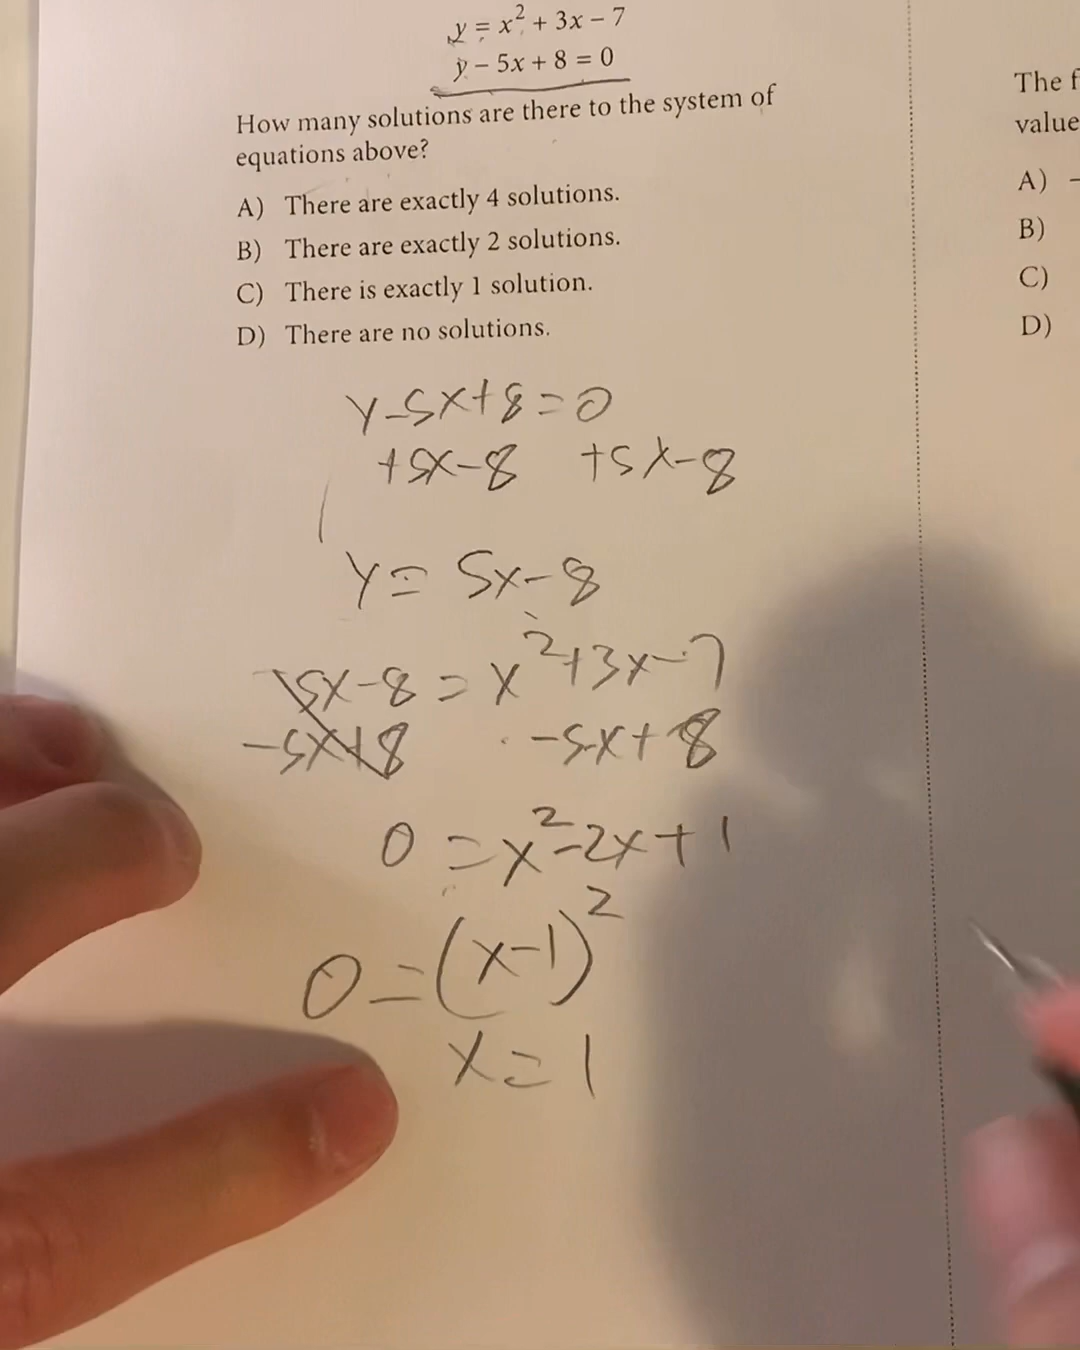 y = x² + 3x − 7
y − 5x + 8 = 0
How many solutions are there to the system of
equations above?
A) There are exactly 4 solutions.
B) There are exactly 2 solutions.
C) There is exactly 1 solution.
D) There are no solutions.
y-5x+8=0
+5x-8 +5x-8
y= 5x-8
5x-8 = x²+3x-7
-5x+8 -5x+8
0 = x²-2x+1
0=(x-1)²
x=1
The
value
A) –
B)
C)
D)